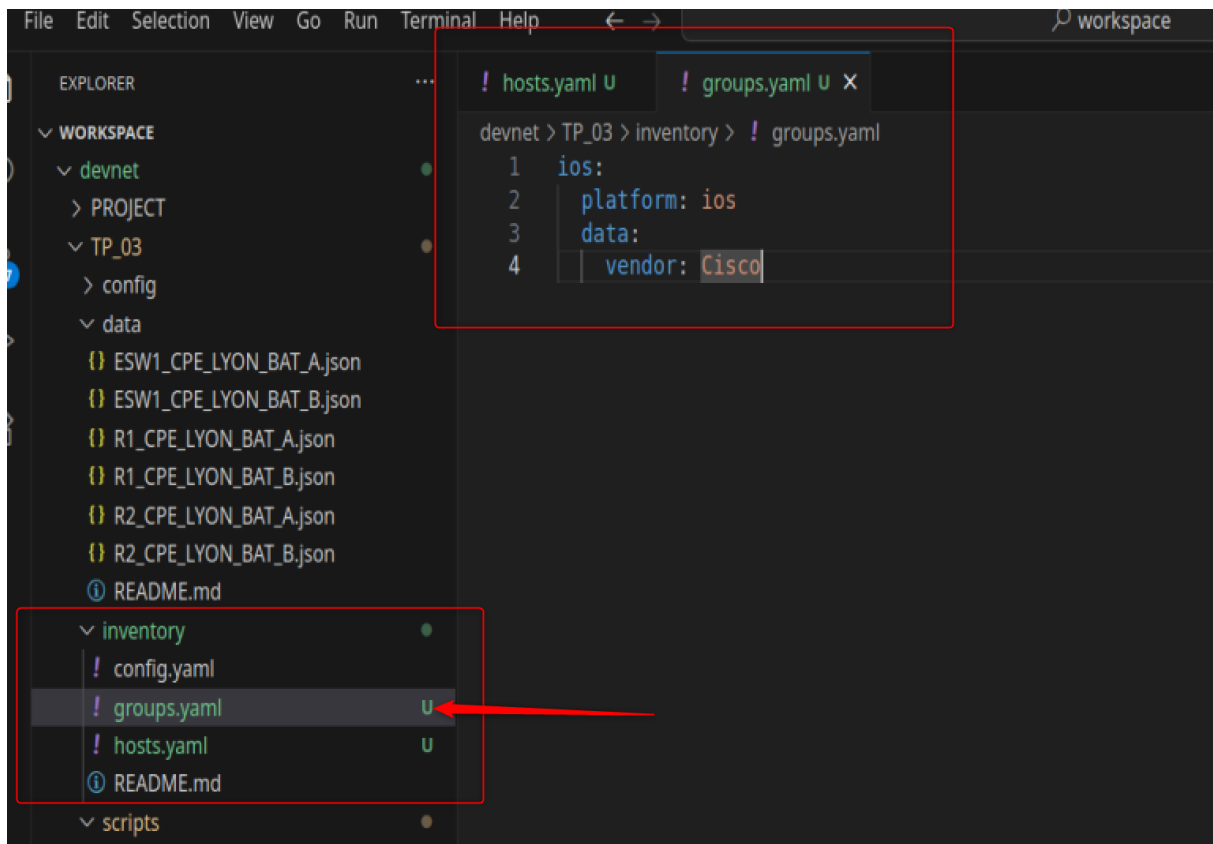 File Edit Selection View Go Run Terminal Help ← → workspace
EXPLORER ···
WORKSPACE
devnet
PROJECT
TP_03
config
data
{} ESW1_CPE_LYON_BAT_A.json
{} ESW1_CPE_LYON_BAT_B.json
{} R1_CPE_LYON_BAT_A.json
{} R1_CPE_LYON_BAT_B.json
{} R2_CPE_LYON_BAT_A.json
{} R2_CPE_LYON_BAT_B.json
README.md
inventory
! config.yaml
! groups.yaml U
! hosts.yaml U
README.md
scripts
! hosts.yaml U ! groups.yaml U ×
devnet > TP_03 > inventory > ! groups.yaml
1 ios:
2 platform: ios
3 data:
4 vendor: Cisco